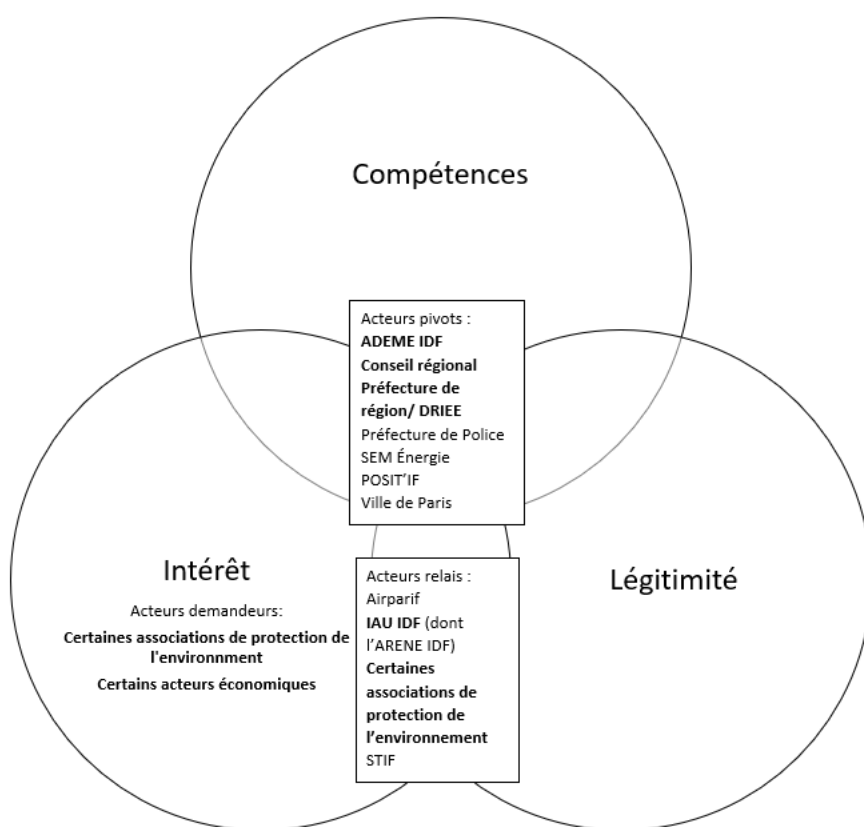 Compétences
Acteurs pivots :
ADEME IDF
Conseil régional
Préfecture de
région/ DRIEE
Préfecture de Police
SEM Énergie
POSIT'IF
Ville de Paris
Intérêt
Acteurs demandeurs:
Certaines associations de protection de
l'environnment
Certains acteurs économiques
Acteurs relais :
Airparif
IAU IDF (dont
l'ARENE IDF)
Certaines
associations de
protection de
l'environnement
STIF
Légitimité